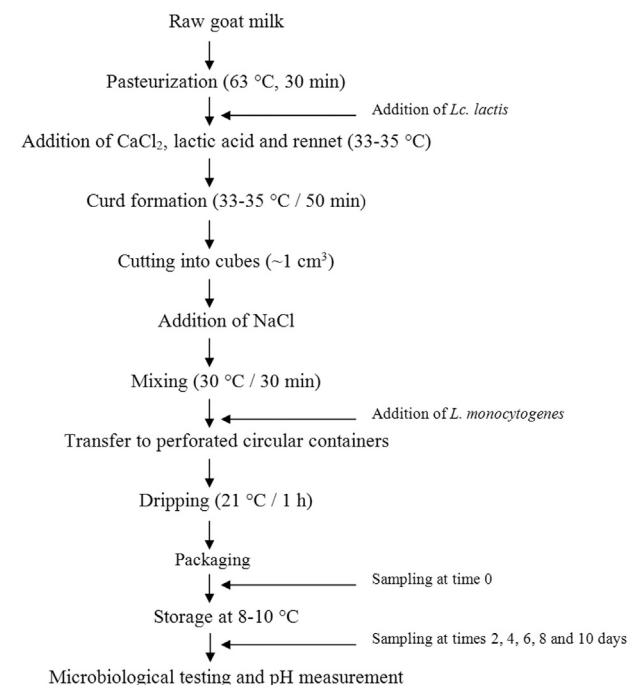 Raw goat milk
Pasteurization (63 °C, 30 min)
Addition of Lc. lactis
Addition of CaCl₂, lactic acid and rennet (33-35 °C)
Curd formation (33-35 °C / 50 min)
Cutting into cubes (~1 cm³)
Addition of NaCl
Mixing (30 °C / 30 min)
Addition of L. monocytogenes
Transfer to perforated circular containers
Dripping (21 °C / 1 h)
Packaging
Sampling at time 0
Storage at 8-10 °C
Sampling at times 2, 4, 6, 8 and 10 days
Microbiological testing and pH measurement